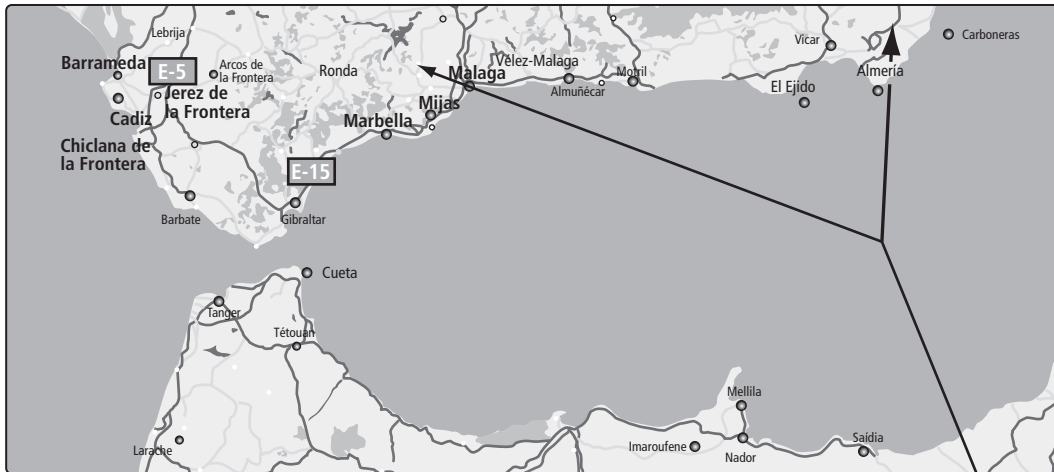 Lebrija
Barrameda
E-5
Arcos de
la Frontera
Jerez de
la Frontera
Cadiz
Chiclana de
la Frontera
Ronda
Malaga
Mijas
Marbella
Vélez-Malaga
Almuñécar
Motril
Vícar
Carboneras
Almería
El Ejido
E-15
Barbate
Gibraltar
Cueta
Tanger
Tétouan
Mellila
Larache
Imaroufene
Nador
Saïdia